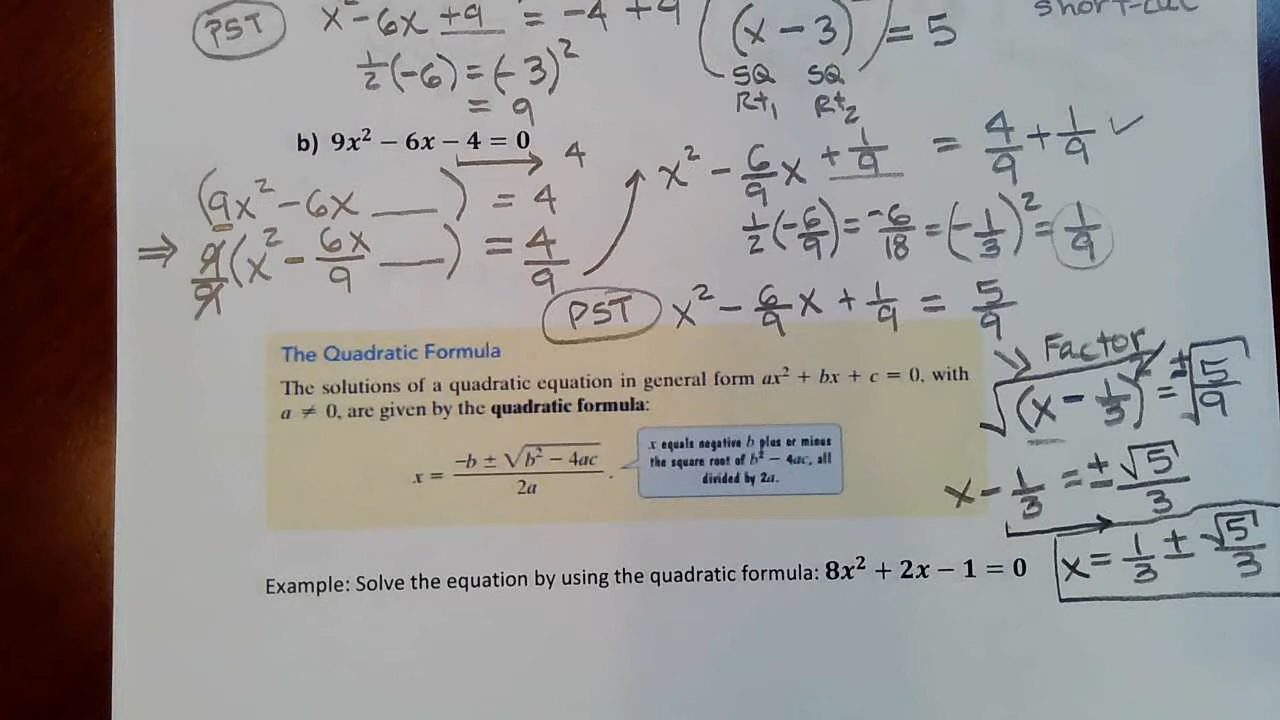 PST x² - 6x + 9 = -4 + 9 (x - 3)² = 5 short-cut
½(-6) = (-3)² SQ SQ
= 9 Rt₁ Rt₂
b) 9x² − 6x − 4 = 0 4
(9x² - 6x ___ ) = 4
⇒ 9/9 (x² - 6x/9 ___ ) = 4/9
x² - 6/9 x + 1/9 = 4/9 + 1/9 ✓
1/2 (-6/9) = -6/18 = (-1/3)² = 1/9
PST x² - 6/9 x + 1/9 = 5/9
Factor
√(x - 1/3)² = ±√5/9
x - 1/3 = ± √5/3
x = 1/3 ± √5/3
The Quadratic Formula
The solutions of a quadratic equation in general form ax² + bx + c = 0, with
a ≠ 0, are given by the quadratic formula:
x = −b ± √b² − 4ac / 2a .
x equals negative b plus or minus
the square root of b² − 4ac, all
divided by 2a.
Example: Solve the equation by using the quadratic formula: 8x² + 2x − 1 = 0